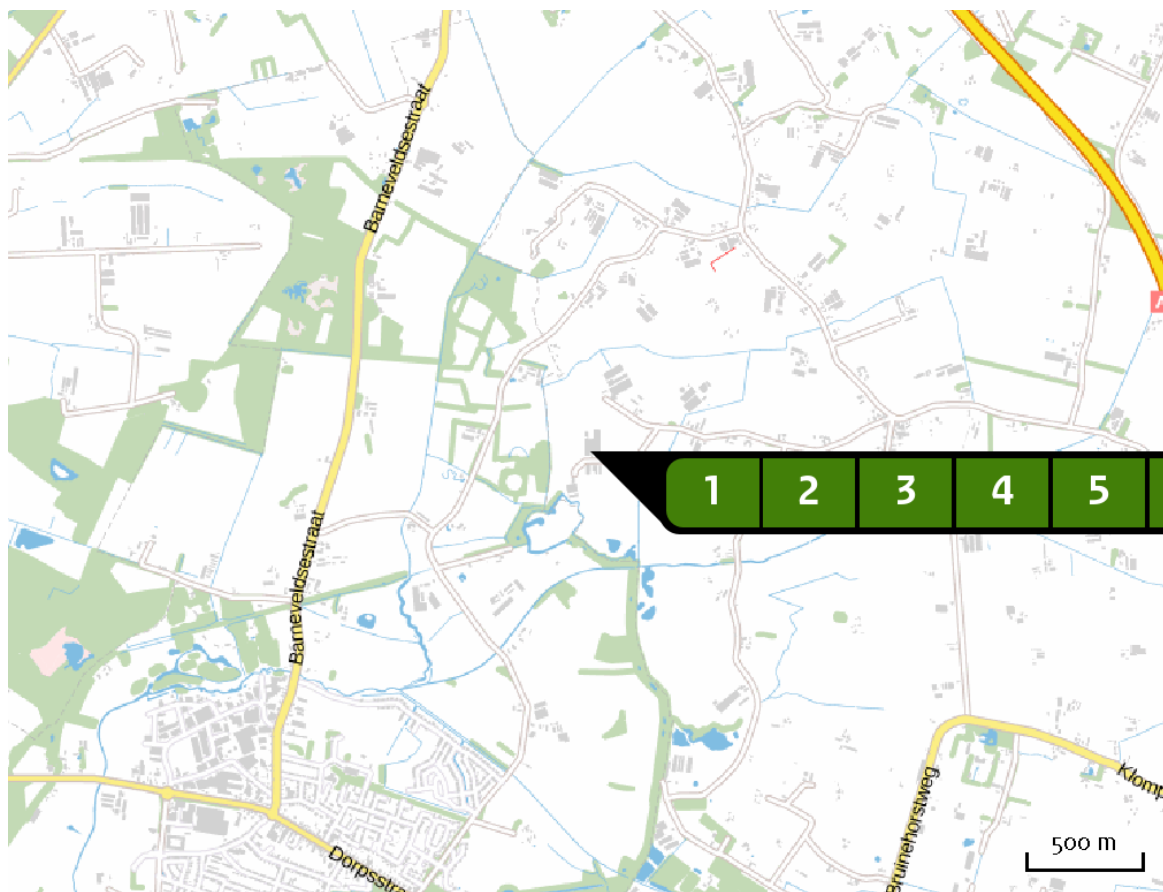 Barneveldsestraat
1 2 3 4 5
Barneveldsestraat
Klomp
Bruinehorstweg
500 m
Dorpsstra